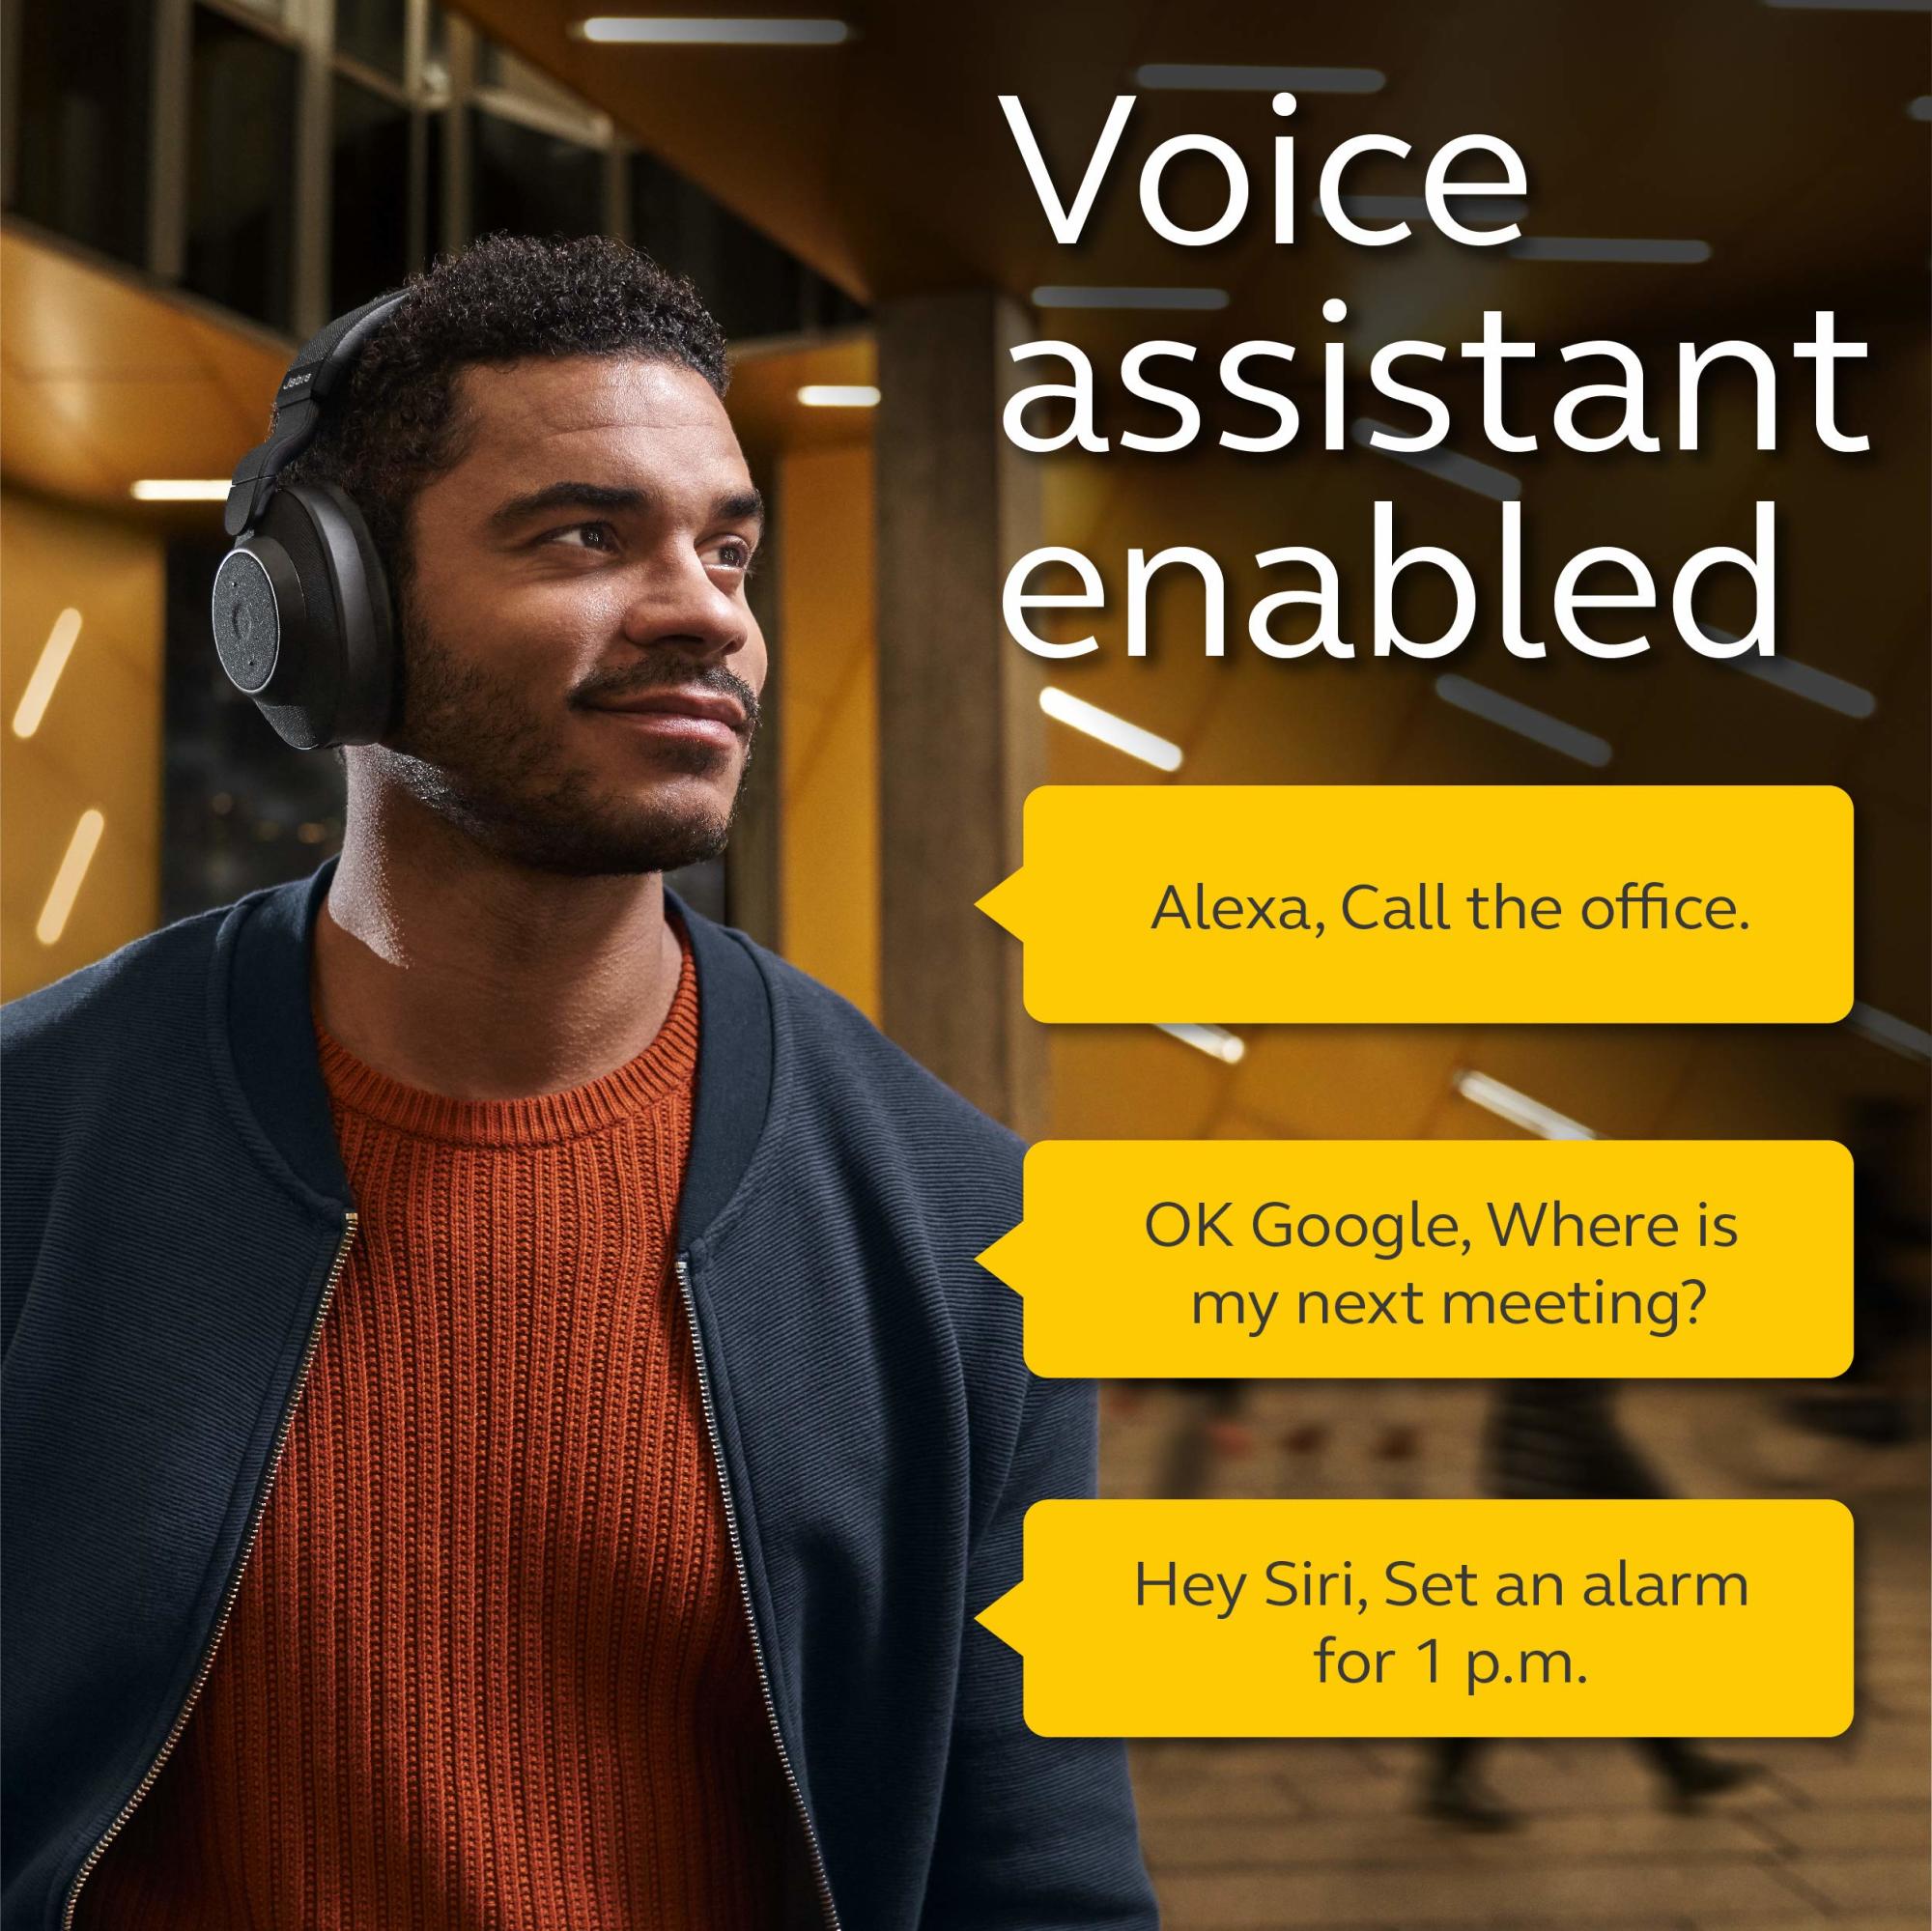 Voice
assistant
enabled
Jabra
Alexa, Call the office.
OK Google, Where is
my next meeting?
Hey Siri, Set an alarm
for 1 p.m.